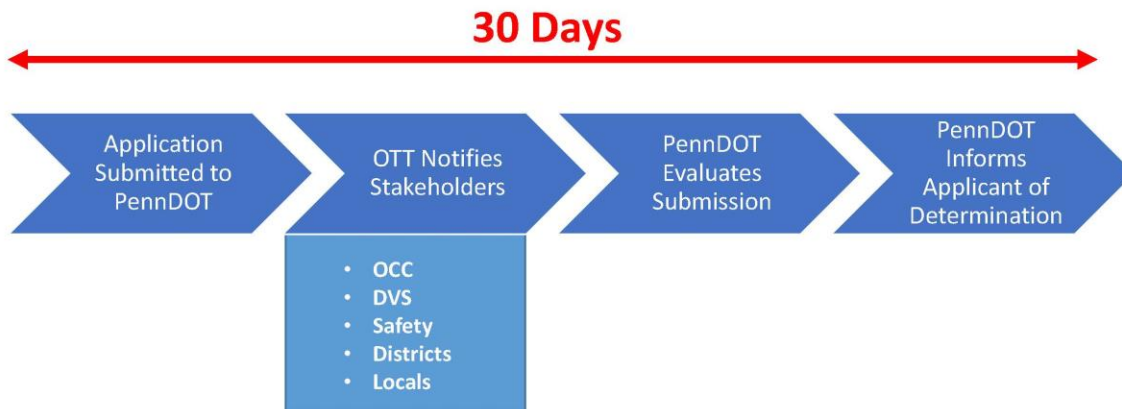 30 Days
Application
Submitted to
PennDOT
OTT Notifies
Stakeholders
• OCC
• DVS
• Safety
• Districts
• Locals
PennDOT
Evaluates
Submission
PennDOT
Informs
Applicant of
Determination